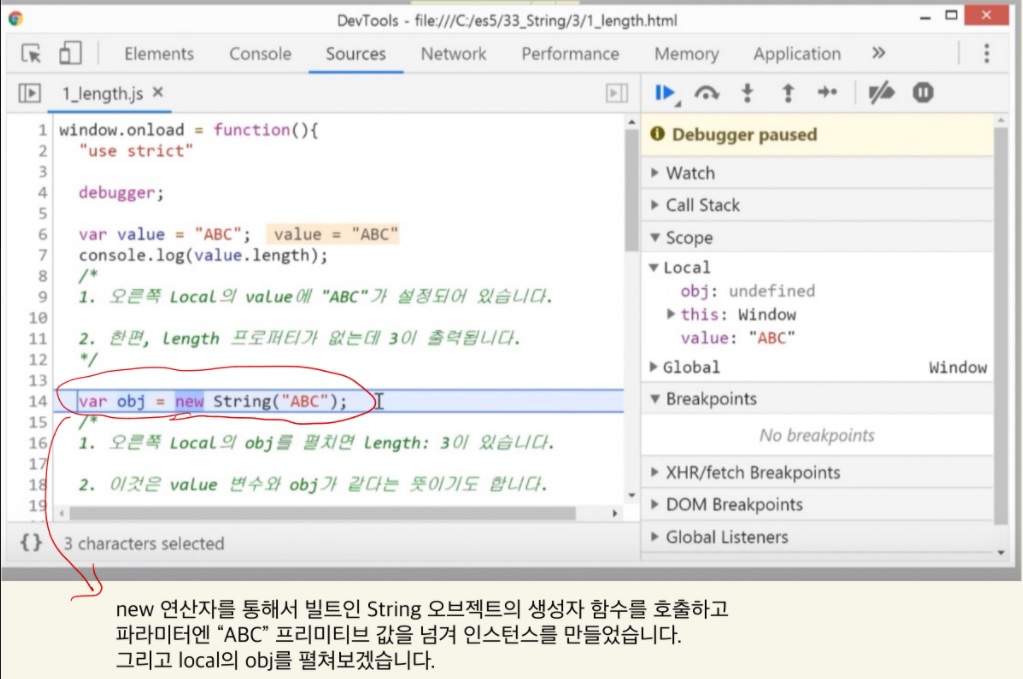 DevTools - file:///C:/es5/33_String/3/1_length.html
Elements Console Sources Network Performance Memory Application »
1_length.js ×
1 window.onload = function(){
2 "use strict"
3
4 debugger;
5
6 var value = "ABC"; value = "ABC"
7 console.log(value.length);
8 /*
9 1. 오른쪽 Local의 value에 "ABC"가 설정되어 있습니다.
10
11 2. 한편, length 프로퍼티가 없는데 3이 출력됩니다.
12 */
13
14 var obj = new String("ABC");
15 /*
16 1. 오른쪽 Local의 obj를 펼치면 length: 3이 있습니다.
17
18 2. 이것은 value 변수와 obj가 같다는 뜻이기도 합니다.
19
{} 3 characters selected
Debugger paused
Watch
Call Stack
Scope
Local
obj: undefined
this: Window
value: "ABC"
Global Window
Breakpoints
No breakpoints
XHR/fetch Breakpoints
DOM Breakpoints
Global Listeners
new 연산자를 통해서 빌트인 String 오브젝트의 생성자 함수를 호출하고
파라미터엔 “ABC” 프리미티브 값을 넘겨 인스턴스를 만들었습니다.
그리고 local의 obj를 펼쳐보겠습니다.